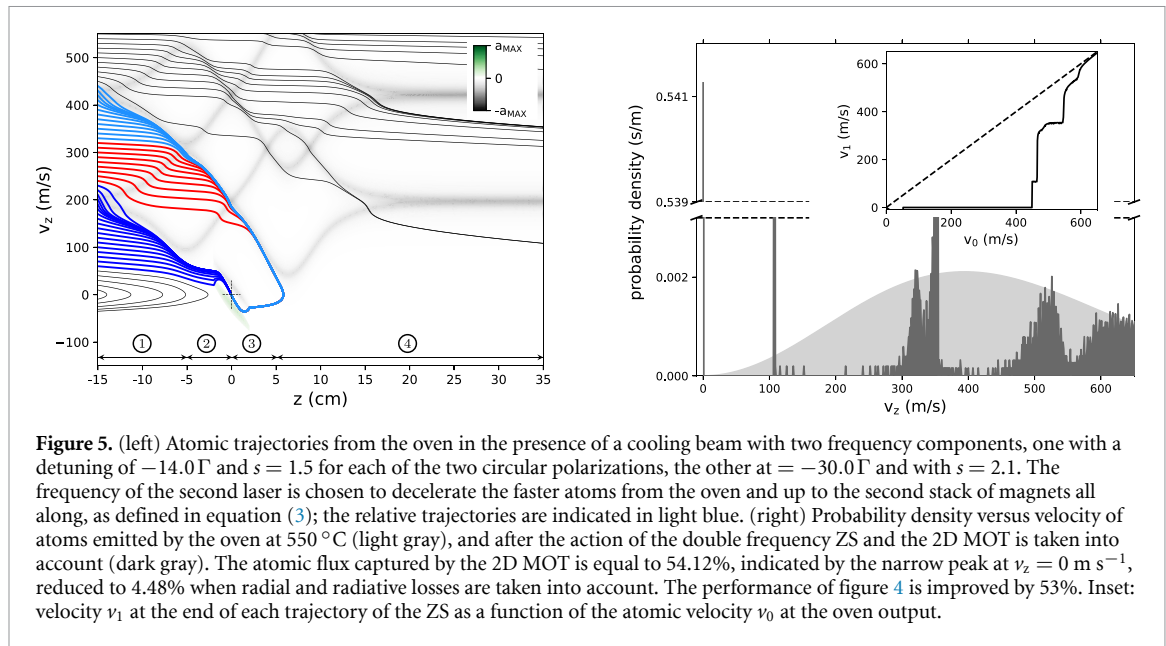 500
400
300
200
100
0
−100
v_z (m/s)
a_MAX
0
-a_MAX
1
2
3
4
-15
-10
-5
0
5
10
15
20
25
30
35
z (cm)
probability density (s/m)
0.541
0.539
0.002
0.000
0
100
200
300
400
500
600
v_z (m/s)
v_1 (m/s)
600
400
200
0
0
200
400
600
v_0 (m/s)
Figure 5. (left) Atomic trajectories from the oven in the presence of a cooling beam with two frequency components, one with a
detuning of −14.0 Γ and s = 1.5 for each of the two circular polarizations, the other at = −30.0 Γ and with s = 2.1. The
frequency of the second laser is chosen to decelerate the faster atoms from the oven and up to the second stack of magnets all
along, as defined in equation (3); the relative trajectories are indicated in light blue. (right) Probability density versus velocity of
atoms emitted by the oven at 550 °C (light gray), and after the action of the double frequency ZS and the 2D MOT is taken into
account (dark gray). The atomic flux captured by the 2D MOT is equal to 54.12%, indicated by the narrow peak at v_z = 0 m s⁻¹,
reduced to 4.48% when radial and radiative losses are taken into account. The performance of figure 4 is improved by 53%. Inset:
velocity v_1 at the end of each trajectory of the ZS as a function of the atomic velocity v_0 at the oven output.